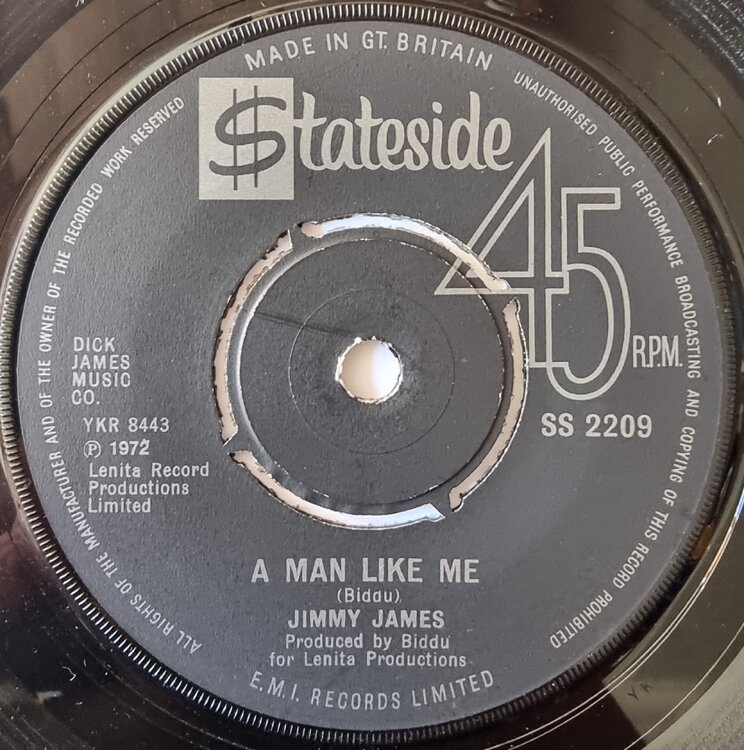 MADE IN GT. BRITAIN
UNAUTHORISED PUBLIC PERFORMANCE BROADCASTING AND COPYING OF THIS RECORD PROHIBITED
ALL RIGHTS OF THE MANUFACTURER AND OF THE OWNER OF THE RECORDED WORK RESERVED
$tateside
45
R.P.M.
DICK
JAMES
MUSIC
CO.
YKR 8443
Ⓟ 1972
Lenita Record
Productions
Limited
SS 2209
A MAN LIKE ME
(Biddu)
JIMMY JAMES
Produced by Biddu
for Lenita Productions
E.M.I. RECORDS LIMITED